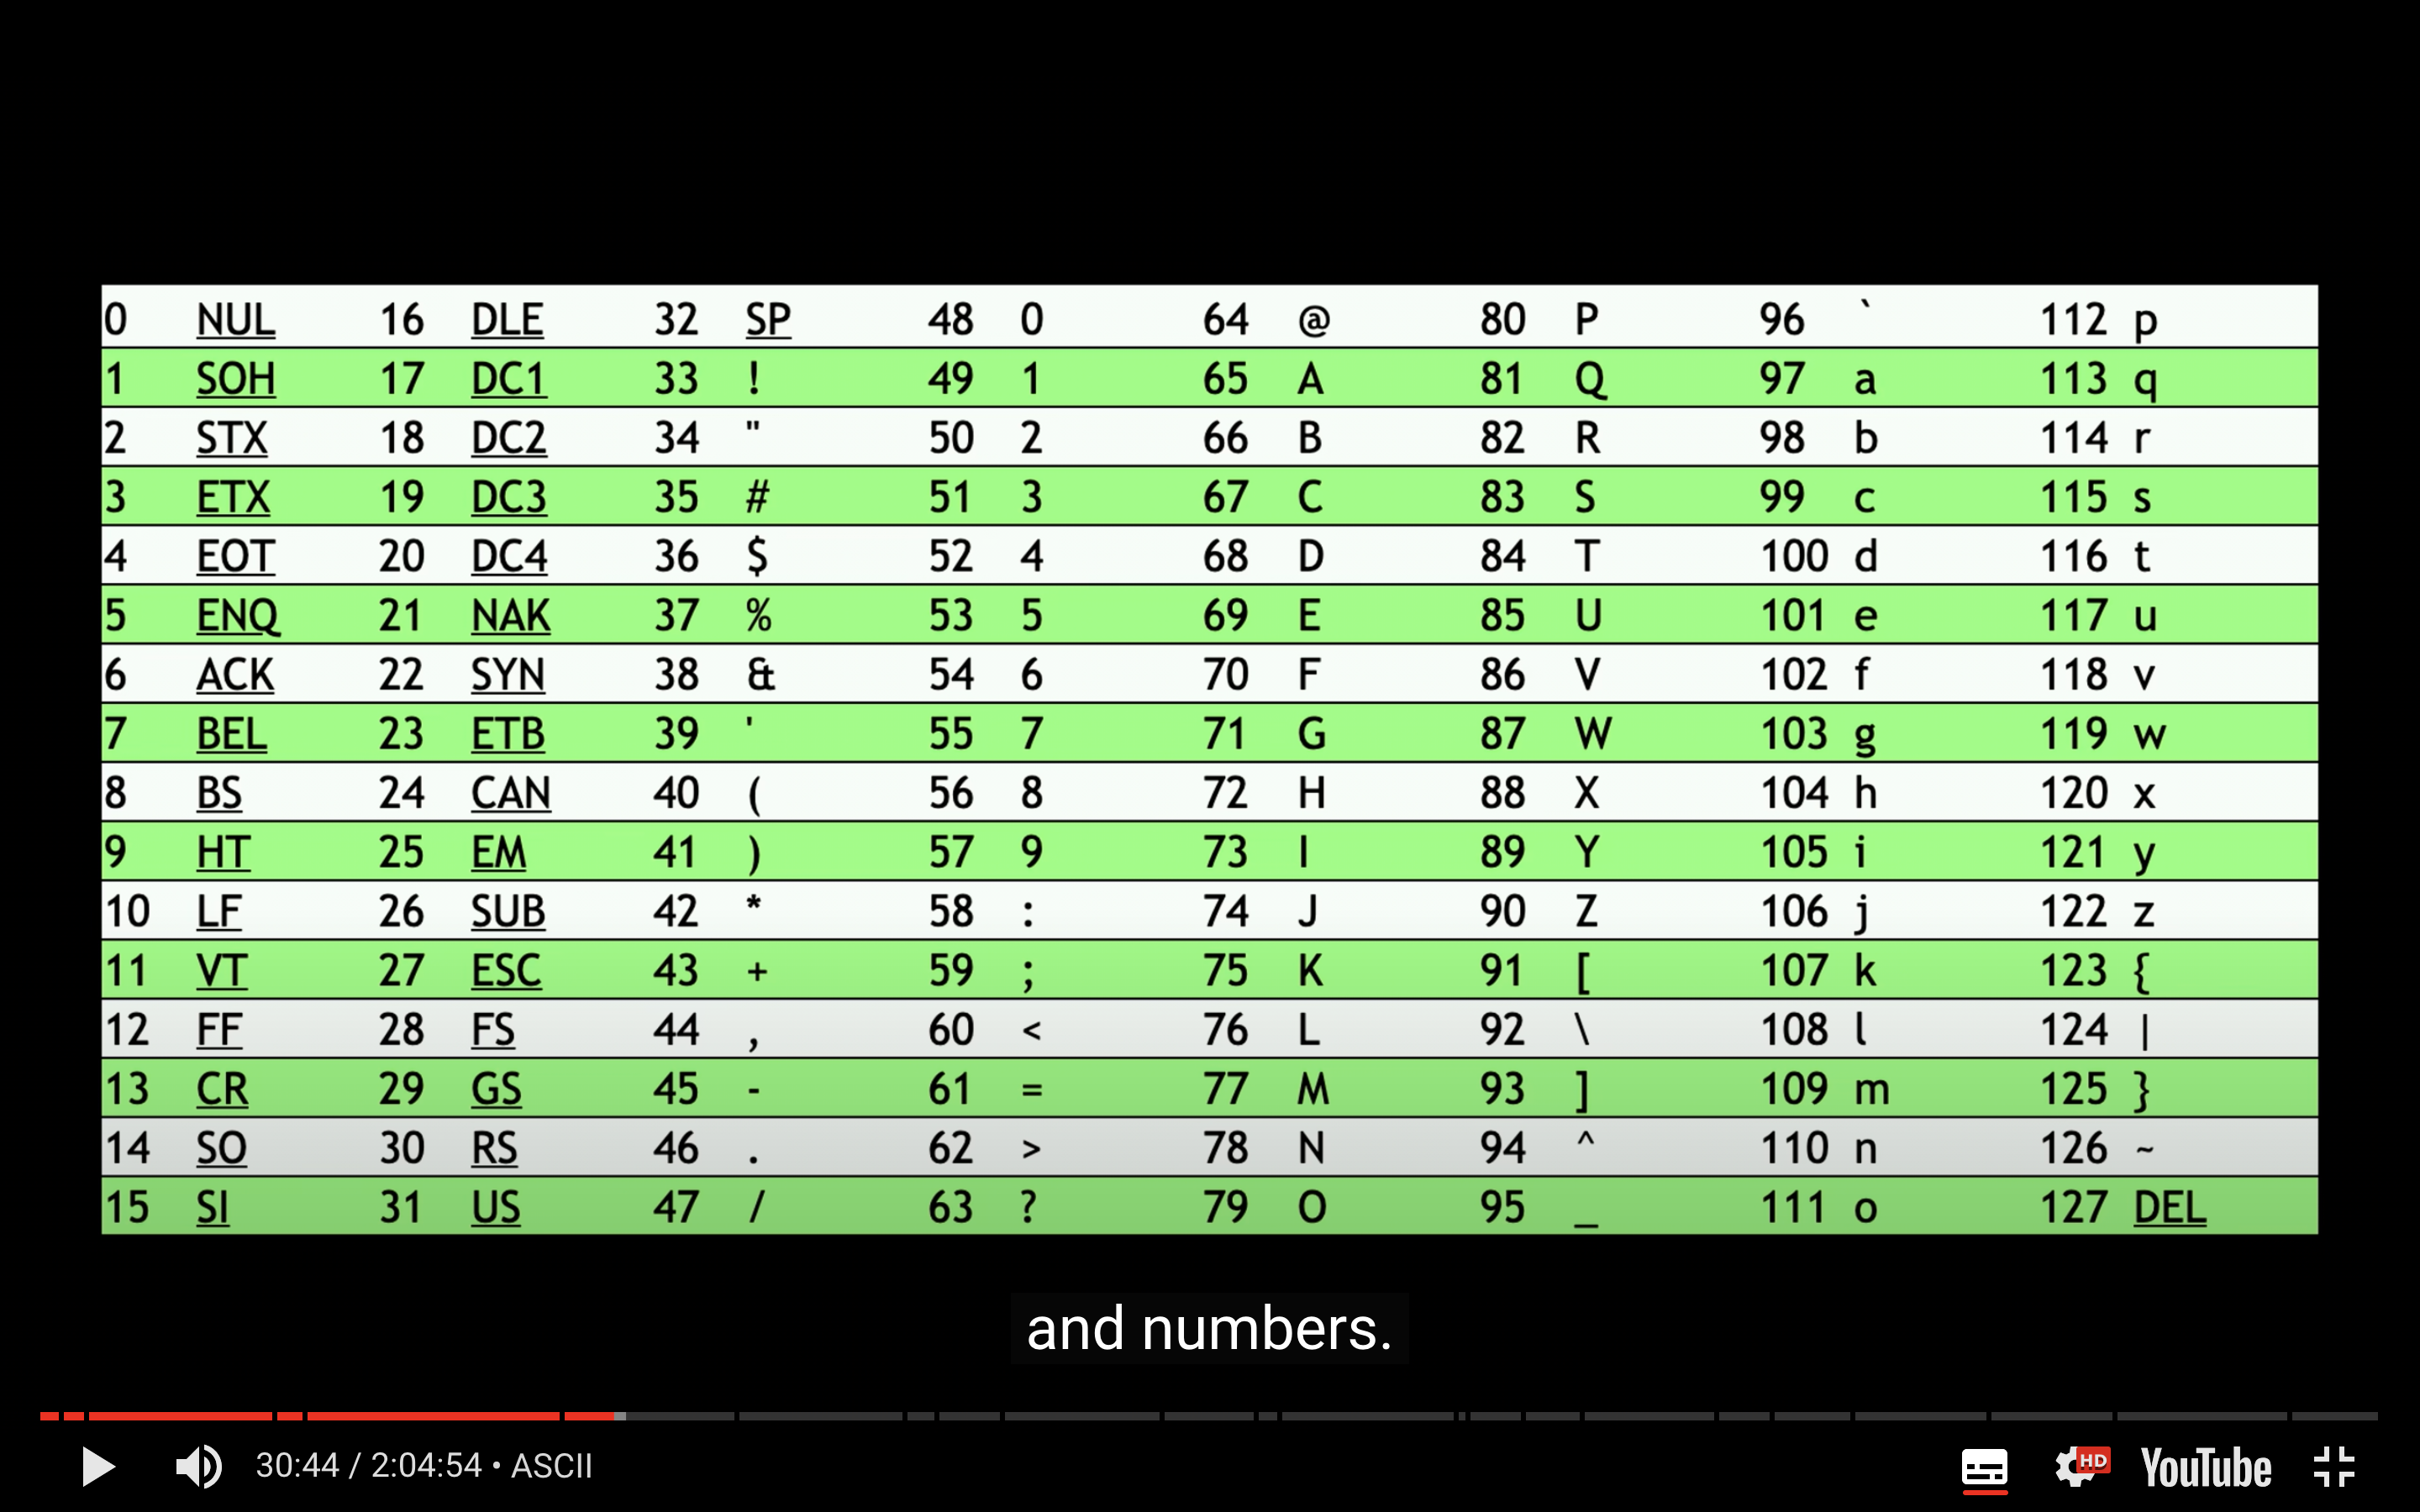 0 NUL 16 DLE 32 SP 48 0 64 @ 80 P 96 ` 112 p
1 SOH 17 DC1 33 ! 49 1 65 A 81 Q 97 a 113 q
2 STX 18 DC2 34 " 50 2 66 B 82 R 98 b 114 r
3 ETX 19 DC3 35 # 51 3 67 C 83 S 99 c 115 s
4 EOT 20 DC4 36 $ 52 4 68 D 84 T 100 d 116 t
5 ENQ 21 NAK 37 % 53 5 69 E 85 U 101 e 117 u
6 ACK 22 SYN 38 & 54 6 70 F 86 V 102 f 118 v
7 BEL 23 ETB 39 ' 55 7 71 G 87 W 103 g 119 w
8 BS 24 CAN 40 ( 56 8 72 H 88 X 104 h 120 x
9 HT 25 EM 41 ) 57 9 73 I 89 Y 105 i 121 y
10 LF 26 SUB 42 * 58 : 74 J 90 Z 106 j 122 z
11 VT 27 ESC 43 + 59 ; 75 K 91 [ 107 k 123 {
12 FF 28 FS 44 , 60 < 76 L 92 \ 108 l 124 |
13 CR 29 GS 45 - 61 = 77 M 93 ] 109 m 125 }
14 SO 30 RS 46 . 62 > 78 N 94 ^ 110 n 126 ~
15 SI 31 US 47 / 63 ? 79 O 95 _ 111 o 127 DEL
and numbers.
30:44 / 2:04:54 • ASCII HD YouTube